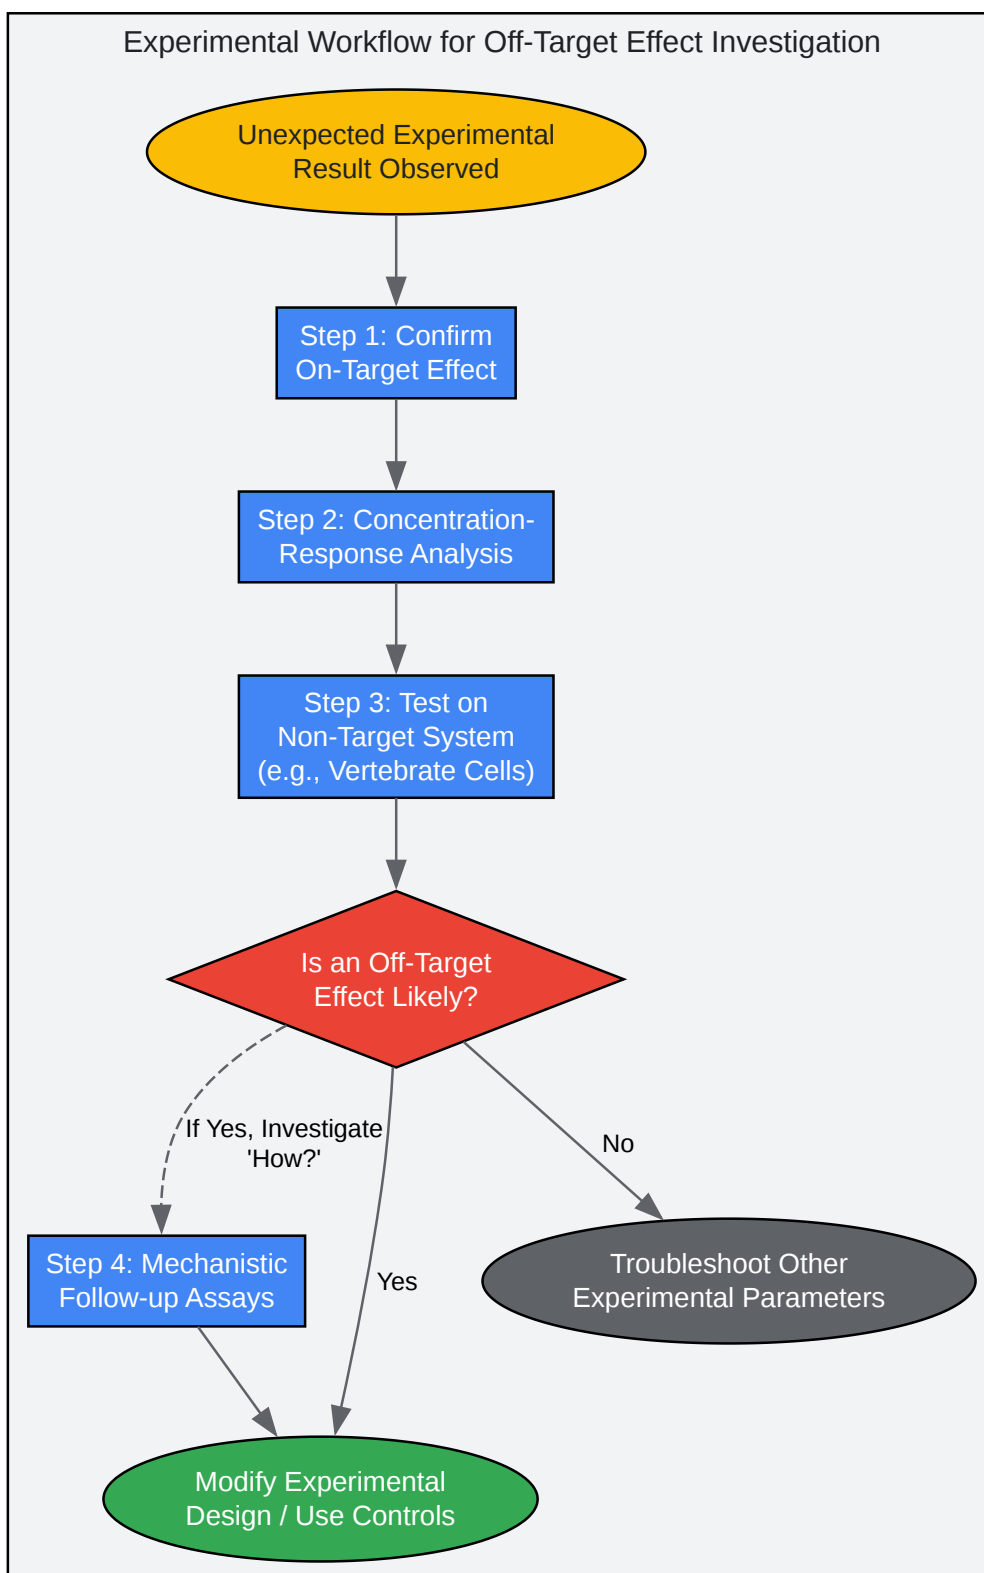 Experimental Workflow for Off-Target Effect Investigation
Unexpected Experimental
Result Observed
Step 1: Confirm
On-Target Effect
Step 2: Concentration-
Response Analysis
Step 3: Test on
Non-Target System
(e.g., Vertebrate Cells)
Is an Off-Target
Effect Likely?
If Yes, Investigate
'How?'
No
Step 4: Mechanistic
Follow-up Assays
Yes
Troubleshoot Other
Experimental Parameters
Modify Experimental
Design / Use Controls